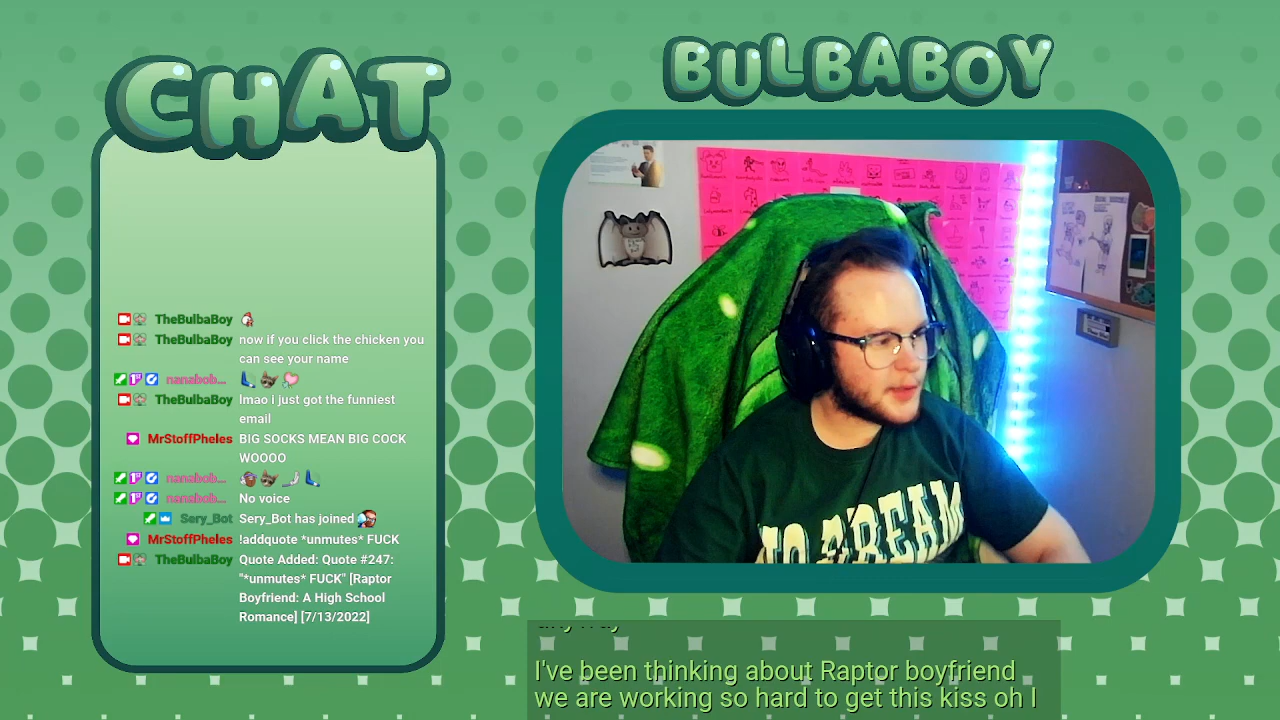 CHAT
BULBABOY
TheBulbaBoy
TheBulbaBoy now if you click the chicken you
can see your name
nanabob...
TheBulbaBoy lmao i just got the funniest
email
MrStoffPheles BIG SOCKS MEAN BIG COCK
WOOOO
nanabob...
nanabob... No voice
Sery_Bot Sery_Bot has joined
MrStoffPheles !addquote *unmutes* FUCK
TheBulbaBoy Quote Added: Quote #247:
"*unmutes* FUCK" [Raptor
Boyfriend: A High School
Romance] [7/13/2022]
I've been thinking about Raptor boyfriend
we are working so hard to get this kiss oh I